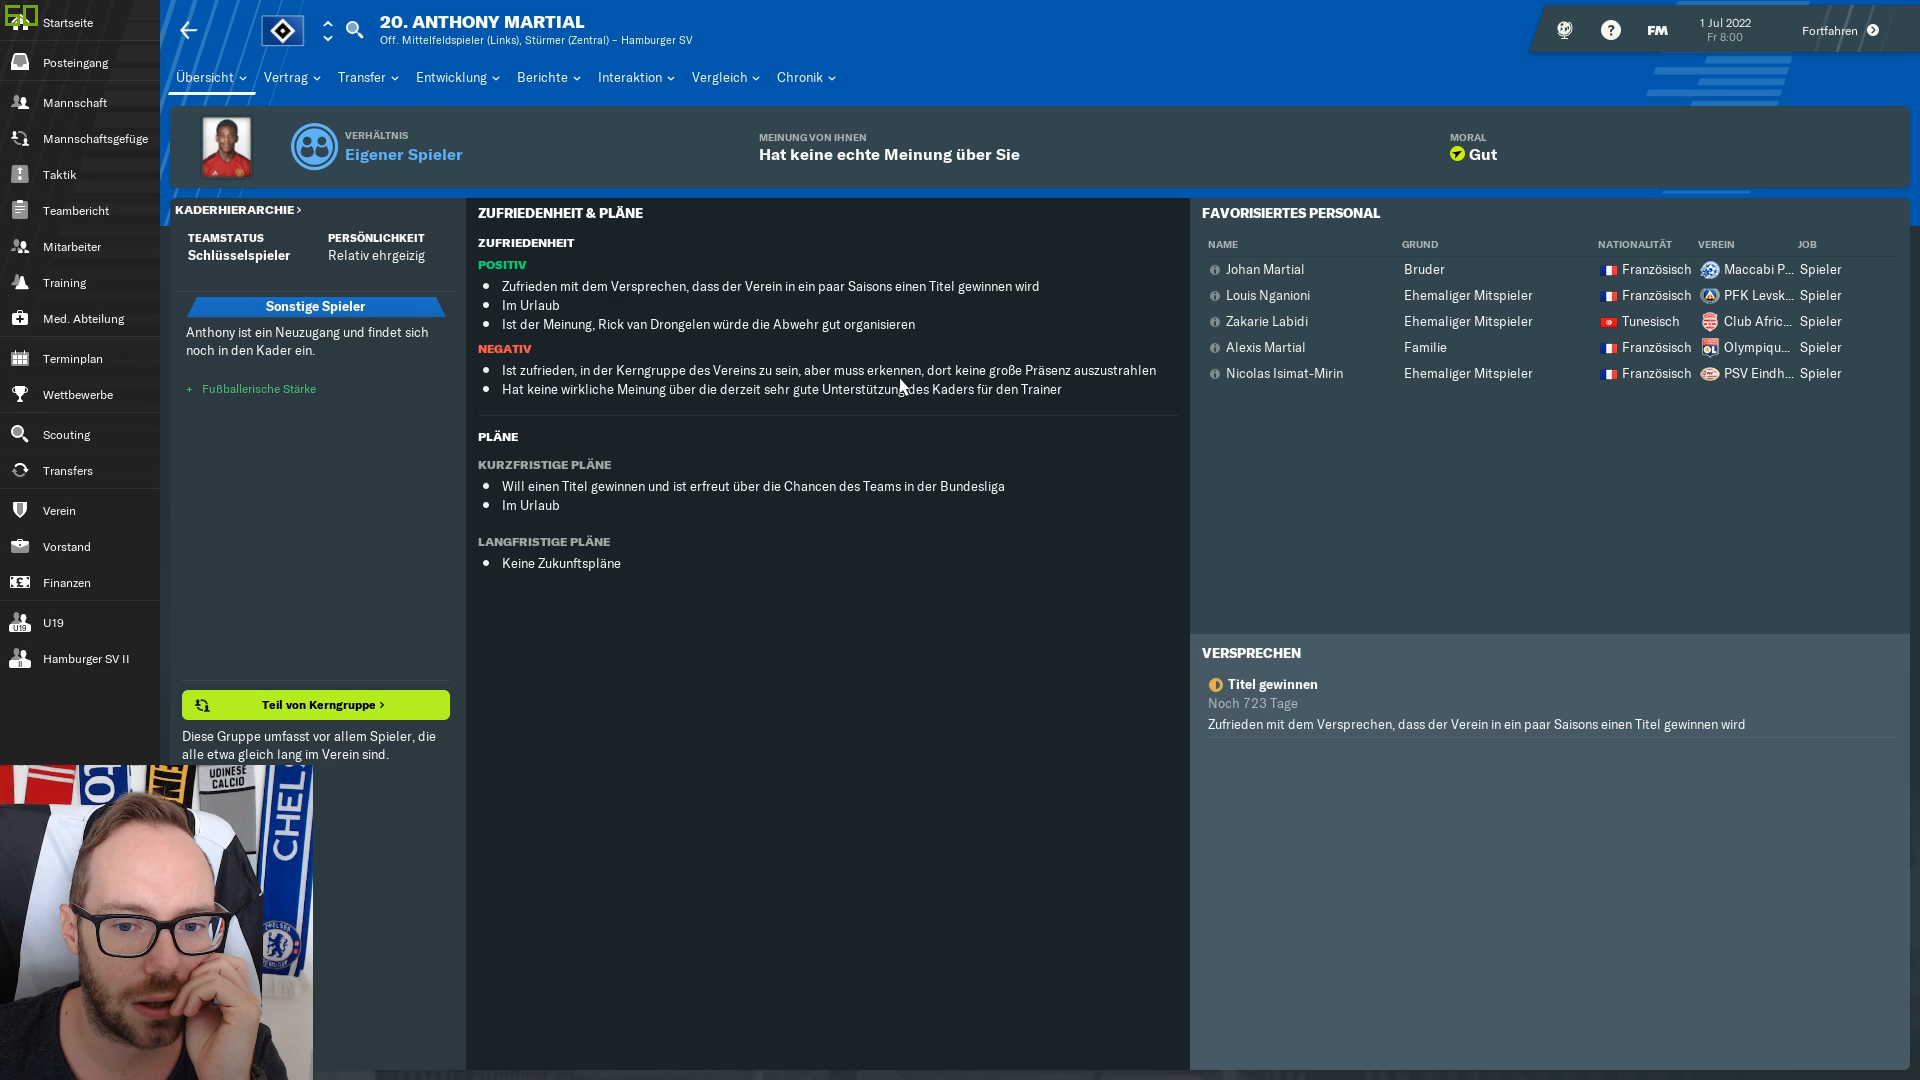 60
Startseite
Posteingang
Mannschaft
Mannschaftsgefüge
Taktik
Teambericht
Mitarbeiter
Training
Med. Abteilung
Terminplan
Wettbewerbe
Scouting
Transfers
Verein
Vorstand
Finanzen
U19
U19
II
Hamburger SV II
20. ANTHONY MARTIAL
Off. Mittelfeldspieler (Links), Stürmer (Zentral) – Hamburger SV
?
FM
1 Jul 2022
Fr 8:00
Fortfahren
Übersicht
Vertrag
Transfer
Entwicklung
Berichte
Interaktion
Vergleich
Chronik
VERHÄLTNIS
Eigener Spieler
MEINUNG VON IHNEN
Hat keine echte Meinung über Sie
MORAL
Gut
KADERHIERARCHIE >
TEAMSTATUS
Schlüsselspieler
PERSÖNLICHKEIT
Relativ ehrgeizig
Sonstige Spieler
Anthony ist ein Neuzugang und findet sich
noch in den Kader ein.
+ Fußballerische Stärke
Teil von Kerngruppe >
Diese Gruppe umfasst vor allem Spieler, die
alle etwa gleich lang im Verein sind.
ZUFRIEDENHEIT & PLÄNE
ZUFRIEDENHEIT
POSITIV
• Zufrieden mit dem Versprechen, dass der Verein in ein paar Saisons einen Titel gewinnen wird
• Im Urlaub
• Ist der Meinung, Rick van Drongelen würde die Abwehr gut organisieren
NEGATIV
• Ist zufrieden, in der Kerngruppe des Vereins zu sein, aber muss erkennen, dort keine große Präsenz auszustrahlen
• Hat keine wirkliche Meinung über die derzeit sehr gute Unterstützung des Kaders für den Trainer
PLÄNE
KURZFRISTIGE PLÄNE
• Will einen Titel gewinnen und ist erfreut über die Chancen des Teams in der Bundesliga
• Im Urlaub
LANGFRISTIGE PLÄNE
• Keine Zukunftspläne
FAVORISIERTES PERSONAL
NAME GRUND NATIONALITÄT VEREIN JOB
Johan Martial Bruder Französisch Maccabi P... Spieler
Louis Nganioni Ehemaliger Mitspieler Französisch PFK Levsk... Spieler
Zakarie Labidi Ehemaliger Mitspieler Tunesisch Club Afric... Spieler
Alexis Martial Familie Französisch Olympiqu... Spieler
Nicolas Isimat-Mirin Ehemaliger Mitspieler Französisch PSV Eindh... Spieler
VERSPRECHEN
Titel gewinnen
Noch 723 Tage
Zufrieden mit dem Versprechen, dass der Verein in ein paar Saisons einen Titel gewinnen wird
UDINESE
CALCIO
CHELS